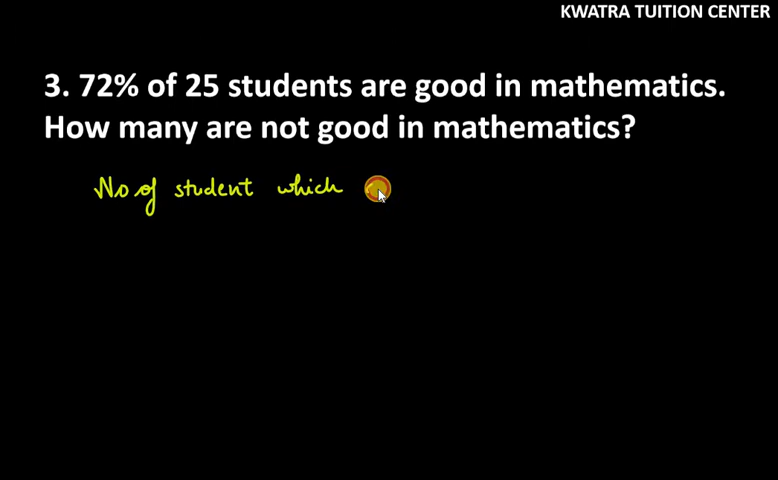 KWATRA TUITION CENTER
3. 72% of 25 students are good in mathematics.
How many are not good in mathematics?
No of student which